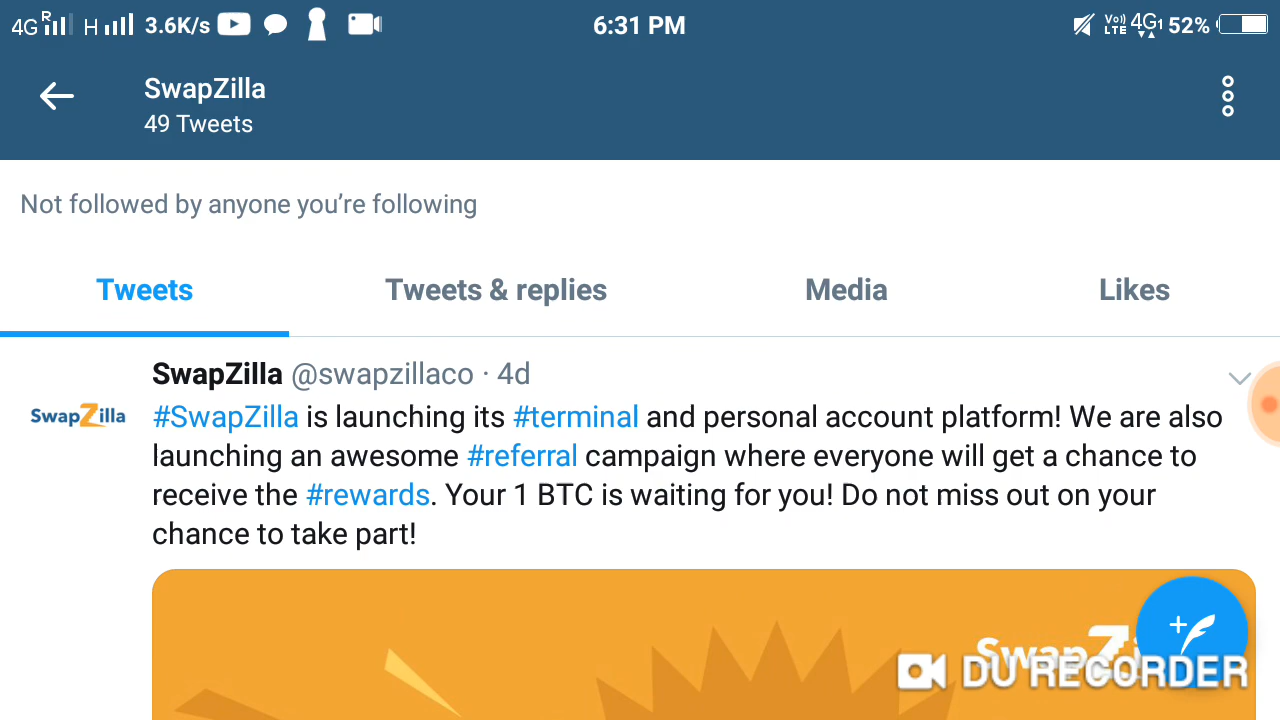 4G R H 3.6K/s 6:31 PM Vo) LTE 4G1 52%
SwapZilla
49 Tweets
Not followed by anyone you’re following
Tweets Tweets & replies Media Likes
SwapZilla @swapzillaco · 4d
SwapZilla
#SwapZilla is launching its #terminal and personal account platform! We are also
launching an awesome #referral campaign where everyone will get a chance to
receive the #rewards. Your 1 BTC is waiting for you! Do not miss out on your
chance to take part!
DU RECORDER